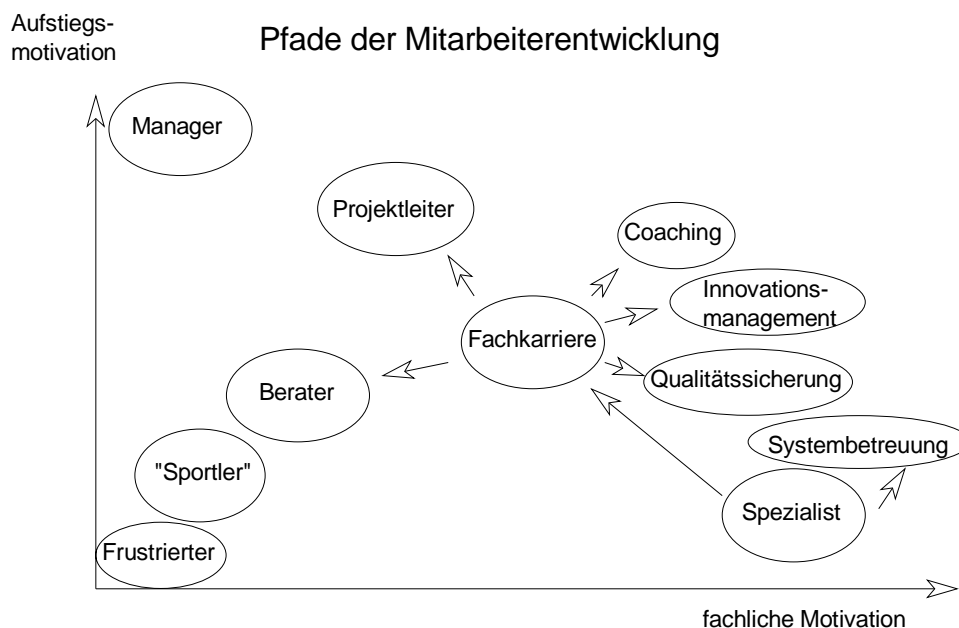 Aufstiegs-
motivation
Pfade der Mitarbeiterentwicklung
Manager
Projektleiter
Coaching
Innovations-
management
Fachkarriere
Qualitätssicherung
Berater
Systembetreuung
"Sportler"
Spezialist
Frustrierter
fachliche Motivation